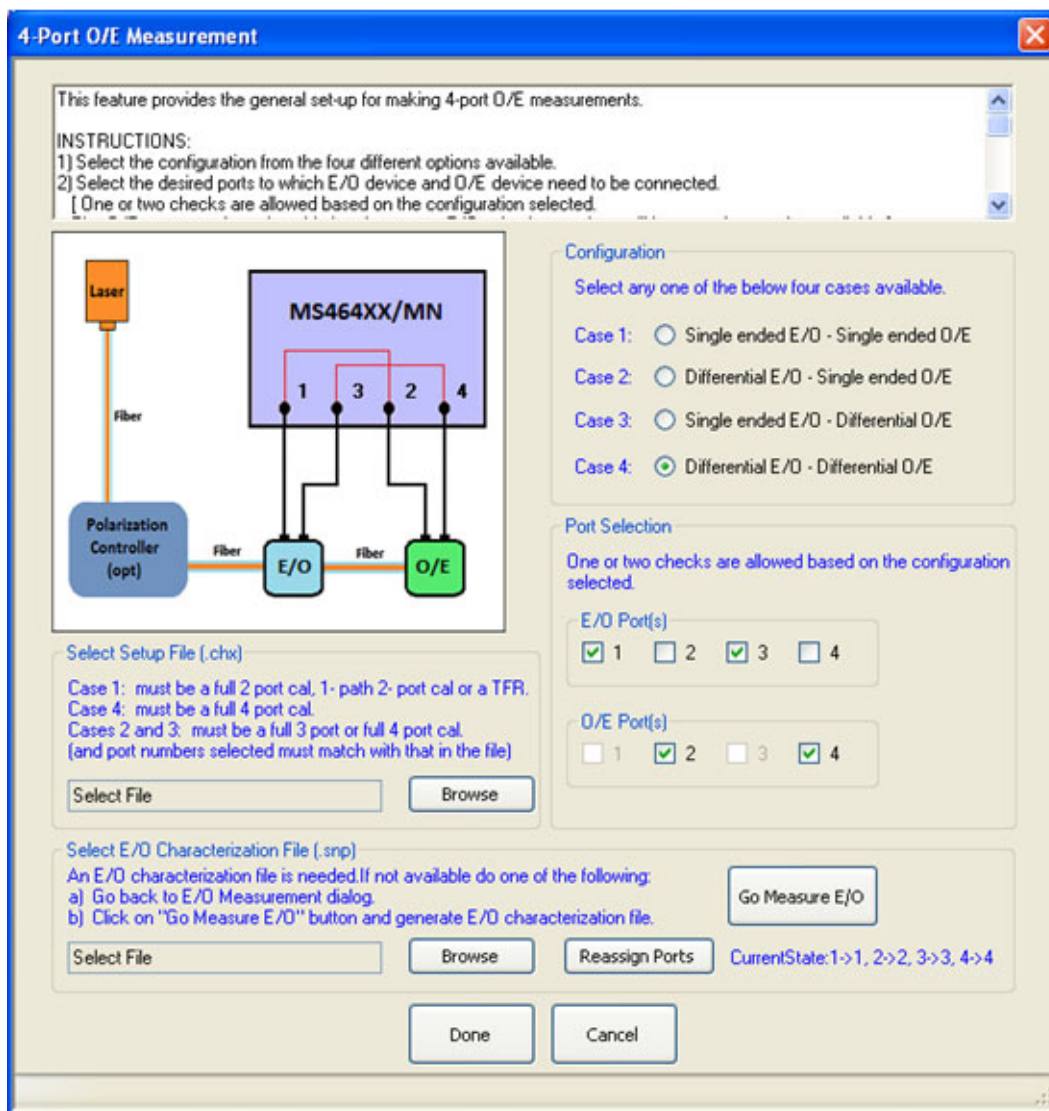 4-Port O/E Measurement
This feature provides the general set-up for making 4-port O/E measurements.
INSTRUCTIONS:
1) Select the configuration from the four different options available.
2) Select the desired ports to which E/O device and O/E device need to be connected.
[ One or two checks are allowed based on the configuration selected.
Laser
Fiber
MS464XX/MN
1 3 2 4
Polarization
Controller
(opt)
Fiber
E/O
Fiber
O/E
Configuration
Select any one of the below four cases available.
Case 1: Single ended E/O - Single ended O/E
Case 2: Differential E/O - Single ended O/E
Case 3: Single ended E/O - Differential O/E
Case 4: Differential E/O - Differential O/E
Port Selection
One or two checks are allowed based on the configuration
selected.
E/O Port(s)
1 2 3 4
O/E Port(s)
1 2 3 4
Select Setup File (.chx)
Case 1: must be a full 2 port cal, 1- path 2- port cal or a TFR.
Case 4: must be a full 4 port cal.
Cases 2 and 3: must be a full 3 port or full 4 port cal.
(and port numbers selected must match with that in the file)
Select File
Browse
Select E/O Characterization File (.snp)
An E/O characterization file is needed.If not available do one of the following:
a) Go back to E/O Measurement dialog.
b) Click on "Go Measure E/O" button and generate E/O characterization file.
Go Measure E/O
Select File
Browse
Reassign Ports
CurrentState:1->1, 2->2, 3->3, 4->4
Done
Cancel